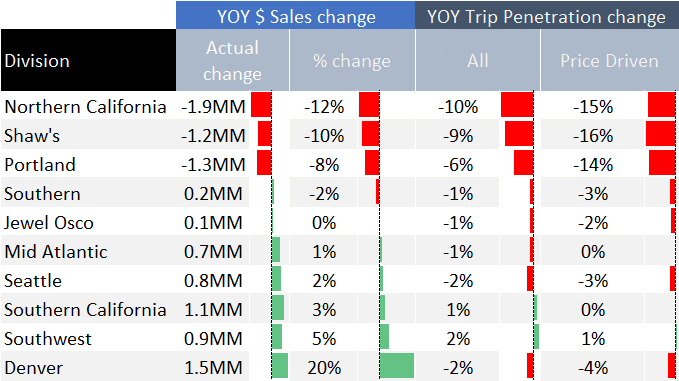 YOY $ Sales change YOY Trip Penetration change
Division Actual change % change All Price Driven
Northern California -1.9MM -12% -10% -15%
Shaw's -1.2MM -10% -9% -16%
Portland -1.3MM -8% -6% -14%
Southern 0.2MM -2% -1% -3%
Jewel Osco 0.1MM 0% -1% -2%
Mid Atlantic 0.7MM 1% -1% 0%
Seattle 0.8MM 2% -2% -3%
Southern California 1.1MM 3% 1% 0%
Southwest 0.9MM 5% 2% 1%
Denver 1.5MM 20% -2% -4%